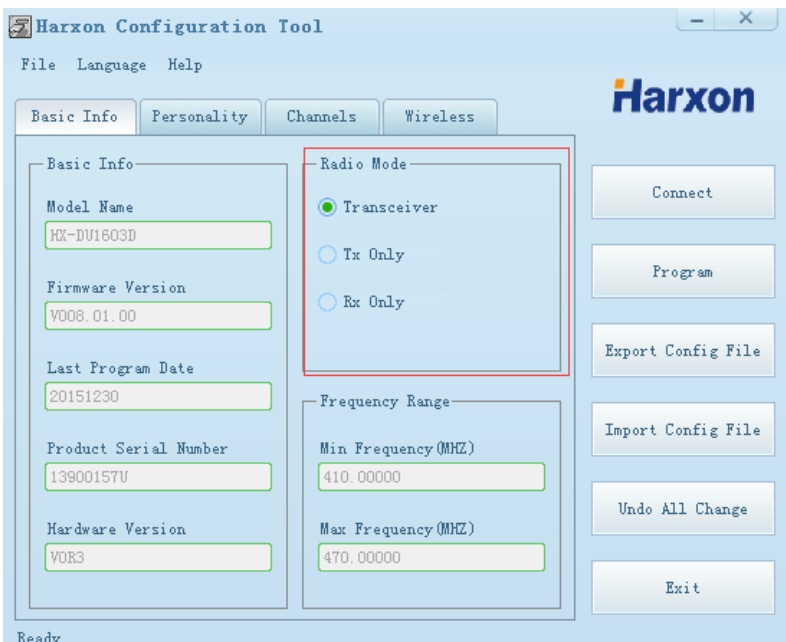 Harxon Configuration Tool
File Language Help
Harxon
Basic Info Personality Channels Wireless
Basic Info
Model Name
HX-DU1603D
Firmware Version
V008.01.00
Last Program Date
20151230
Product Serial Number
13900157U
Hardware Version
VOR3
Radio Mode
Transceiver
Tx Only
Rx Only
Frequency Range
Min Frequency(MHZ)
410.00000
Max Frequency(MHZ)
470.00000
Connect
Program
Export Config File
Import Config File
Undo All Change
Exit
Ready